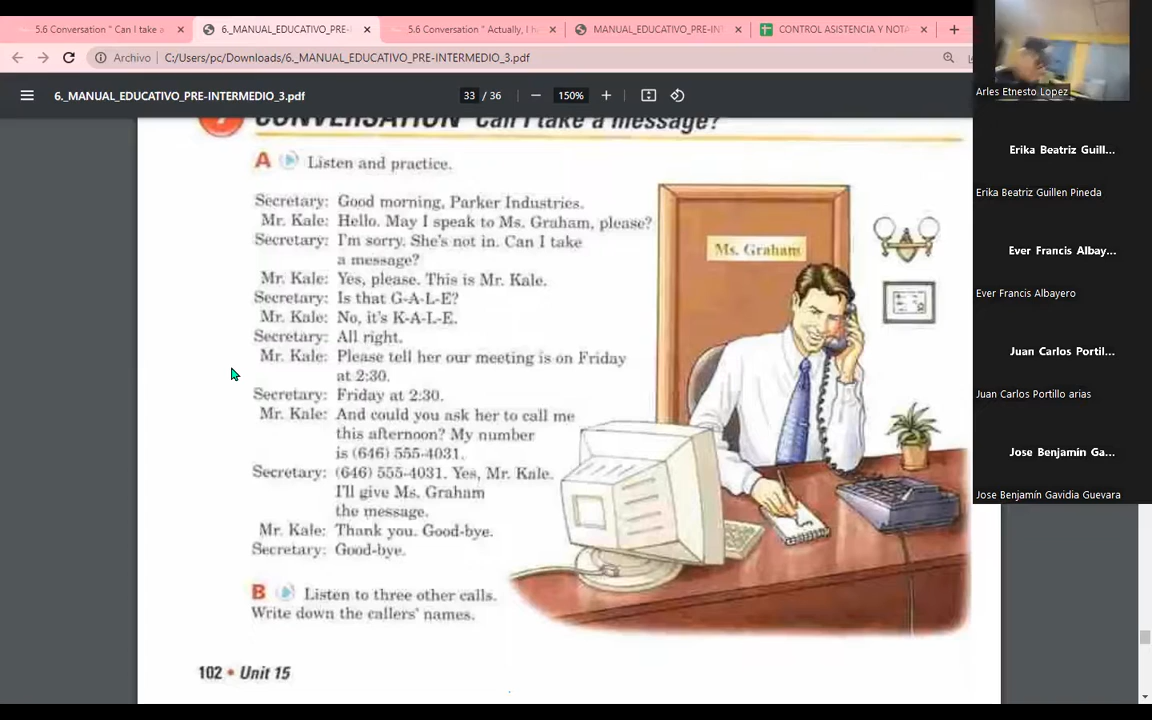 5.6 Conversation " Can I take a
6._MANUAL_EDUCATIVO_PRE-
5.6 Conversation " Actually, I h
MANUAL_EDUCATIVO_PRE-INT
CONTROL ASISTENCIA Y NOTA
Archivo
C:/Users/pc/Downloads/6._MANUAL_EDUCATIVO_PRE-INTERMEDIO_3.pdf
6._MANUAL_EDUCATIVO_PRE-INTERMEDIO_3.pdf
33 / 36
150%
7 CONVERSATION Can I take a message?
A Listen and practice.
Secretary: Good morning, Parker Industries.
Mr. Kale: Hello. May I speak to Ms. Graham, please?
Secretary: I'm sorry. She's not in. Can I take
a message?
Mr. Kale: Yes, please. This is Mr. Kale.
Secretary: Is that G-A-L-E?
Mr. Kale: No, it's K-A-L-E.
Secretary: All right.
Mr. Kale: Please tell her our meeting is on Friday
at 2:30.
Secretary: Friday at 2:30.
Mr. Kale: And could you ask her to call me
this afternoon? My number
is (646) 555-4031.
Secretary: (646) 555-4031. Yes, Mr. Kale.
I'll give Ms. Graham
the message.
Mr. Kale: Thank you. Good-bye.
Secretary: Good-bye.
B Listen to three other calls.
Write down the callers' names.
102 • Unit 15
Ms. Graham
Arles Etnesto Lopez
Erika Beatriz Guill...
Erika Beatriz Guillen Pineda
Ever Francis Albay...
Ever Francis Albayero
Juan Carlos Portil...
Juan Carlos Portillo arias
Jose Benjamin Ga...
Jose Benjamín Gavidia Guevara